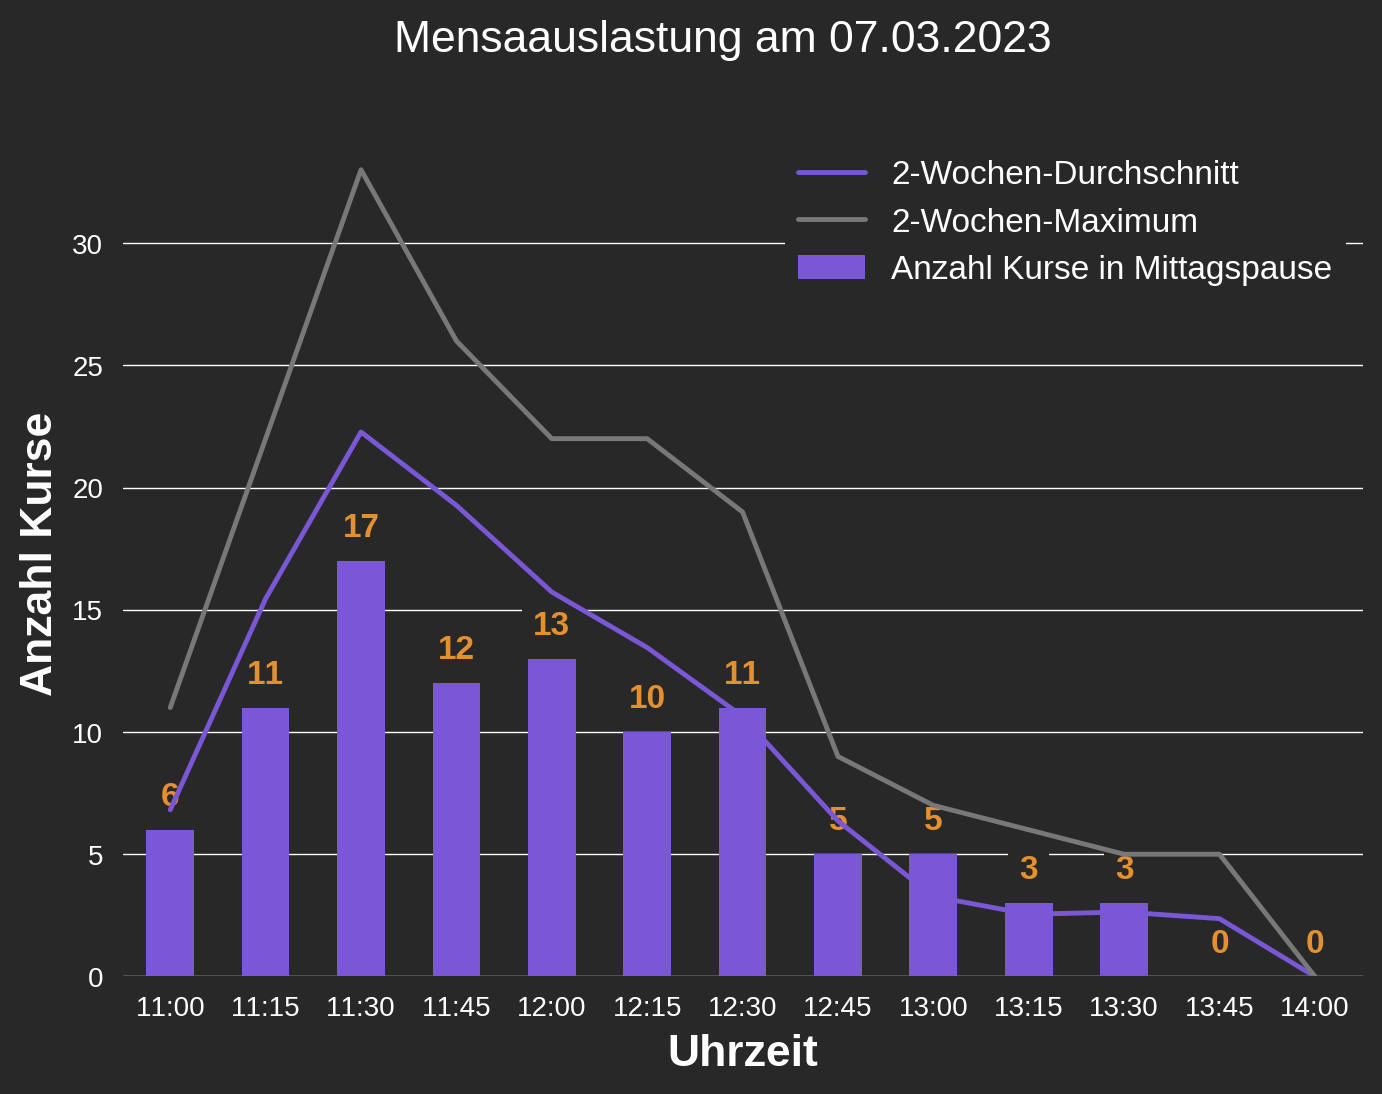 Mensaauslastung am 07.03.2023
2-Wochen-Durchschnitt
2-Wochen-Maximum
Anzahl Kurse in Mittagspause
Anzahl Kurse
30
25
20
15
10
5
0
6
11
17
12
13
10
11
5
5
3
3
0
0
11:00 11:15 11:30 11:45 12:00 12:15 12:30 12:45 13:00 13:15 13:30 13:45 14:00
Uhrzeit